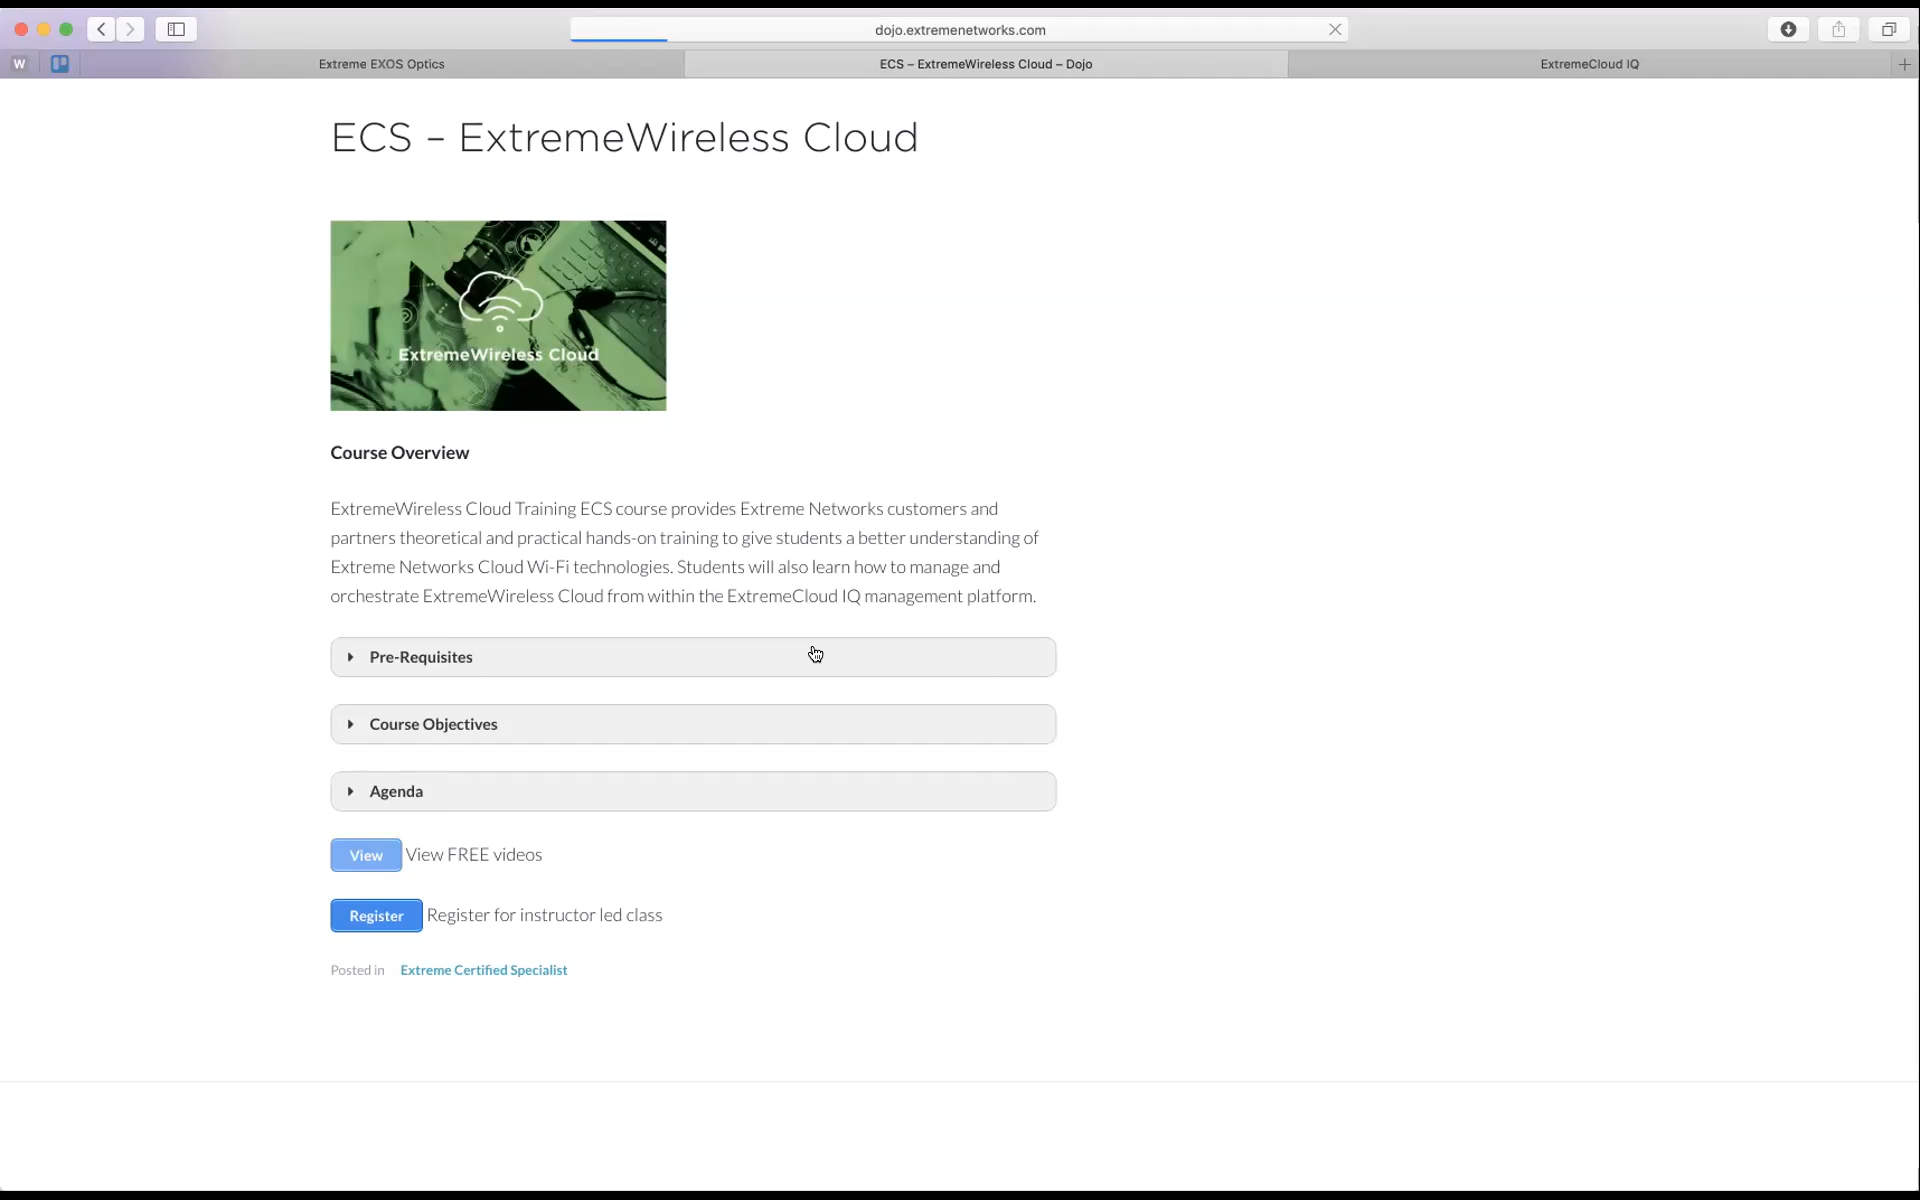 dojo.extremenetworks.com
W
Extreme EXOS Optics
ECS – ExtremeWireless Cloud – Dojo
ExtremeCloud IQ
ECS – ExtremeWireless Cloud
ExtremeWireless Cloud
Course Overview
ExtremeWireless Cloud Training ECS course provides Extreme Networks customers and
partners theoretical and practical hands-on training to give students a better understanding of
Extreme Networks Cloud Wi-Fi technologies. Students will also learn how to manage and
orchestrate ExtremeWireless Cloud from within the ExtremeCloud IQ management platform.
Pre-Requisites
Course Objectives
Agenda
View View FREE videos
Register Register for instructor led class
Posted in Extreme Certified Specialist